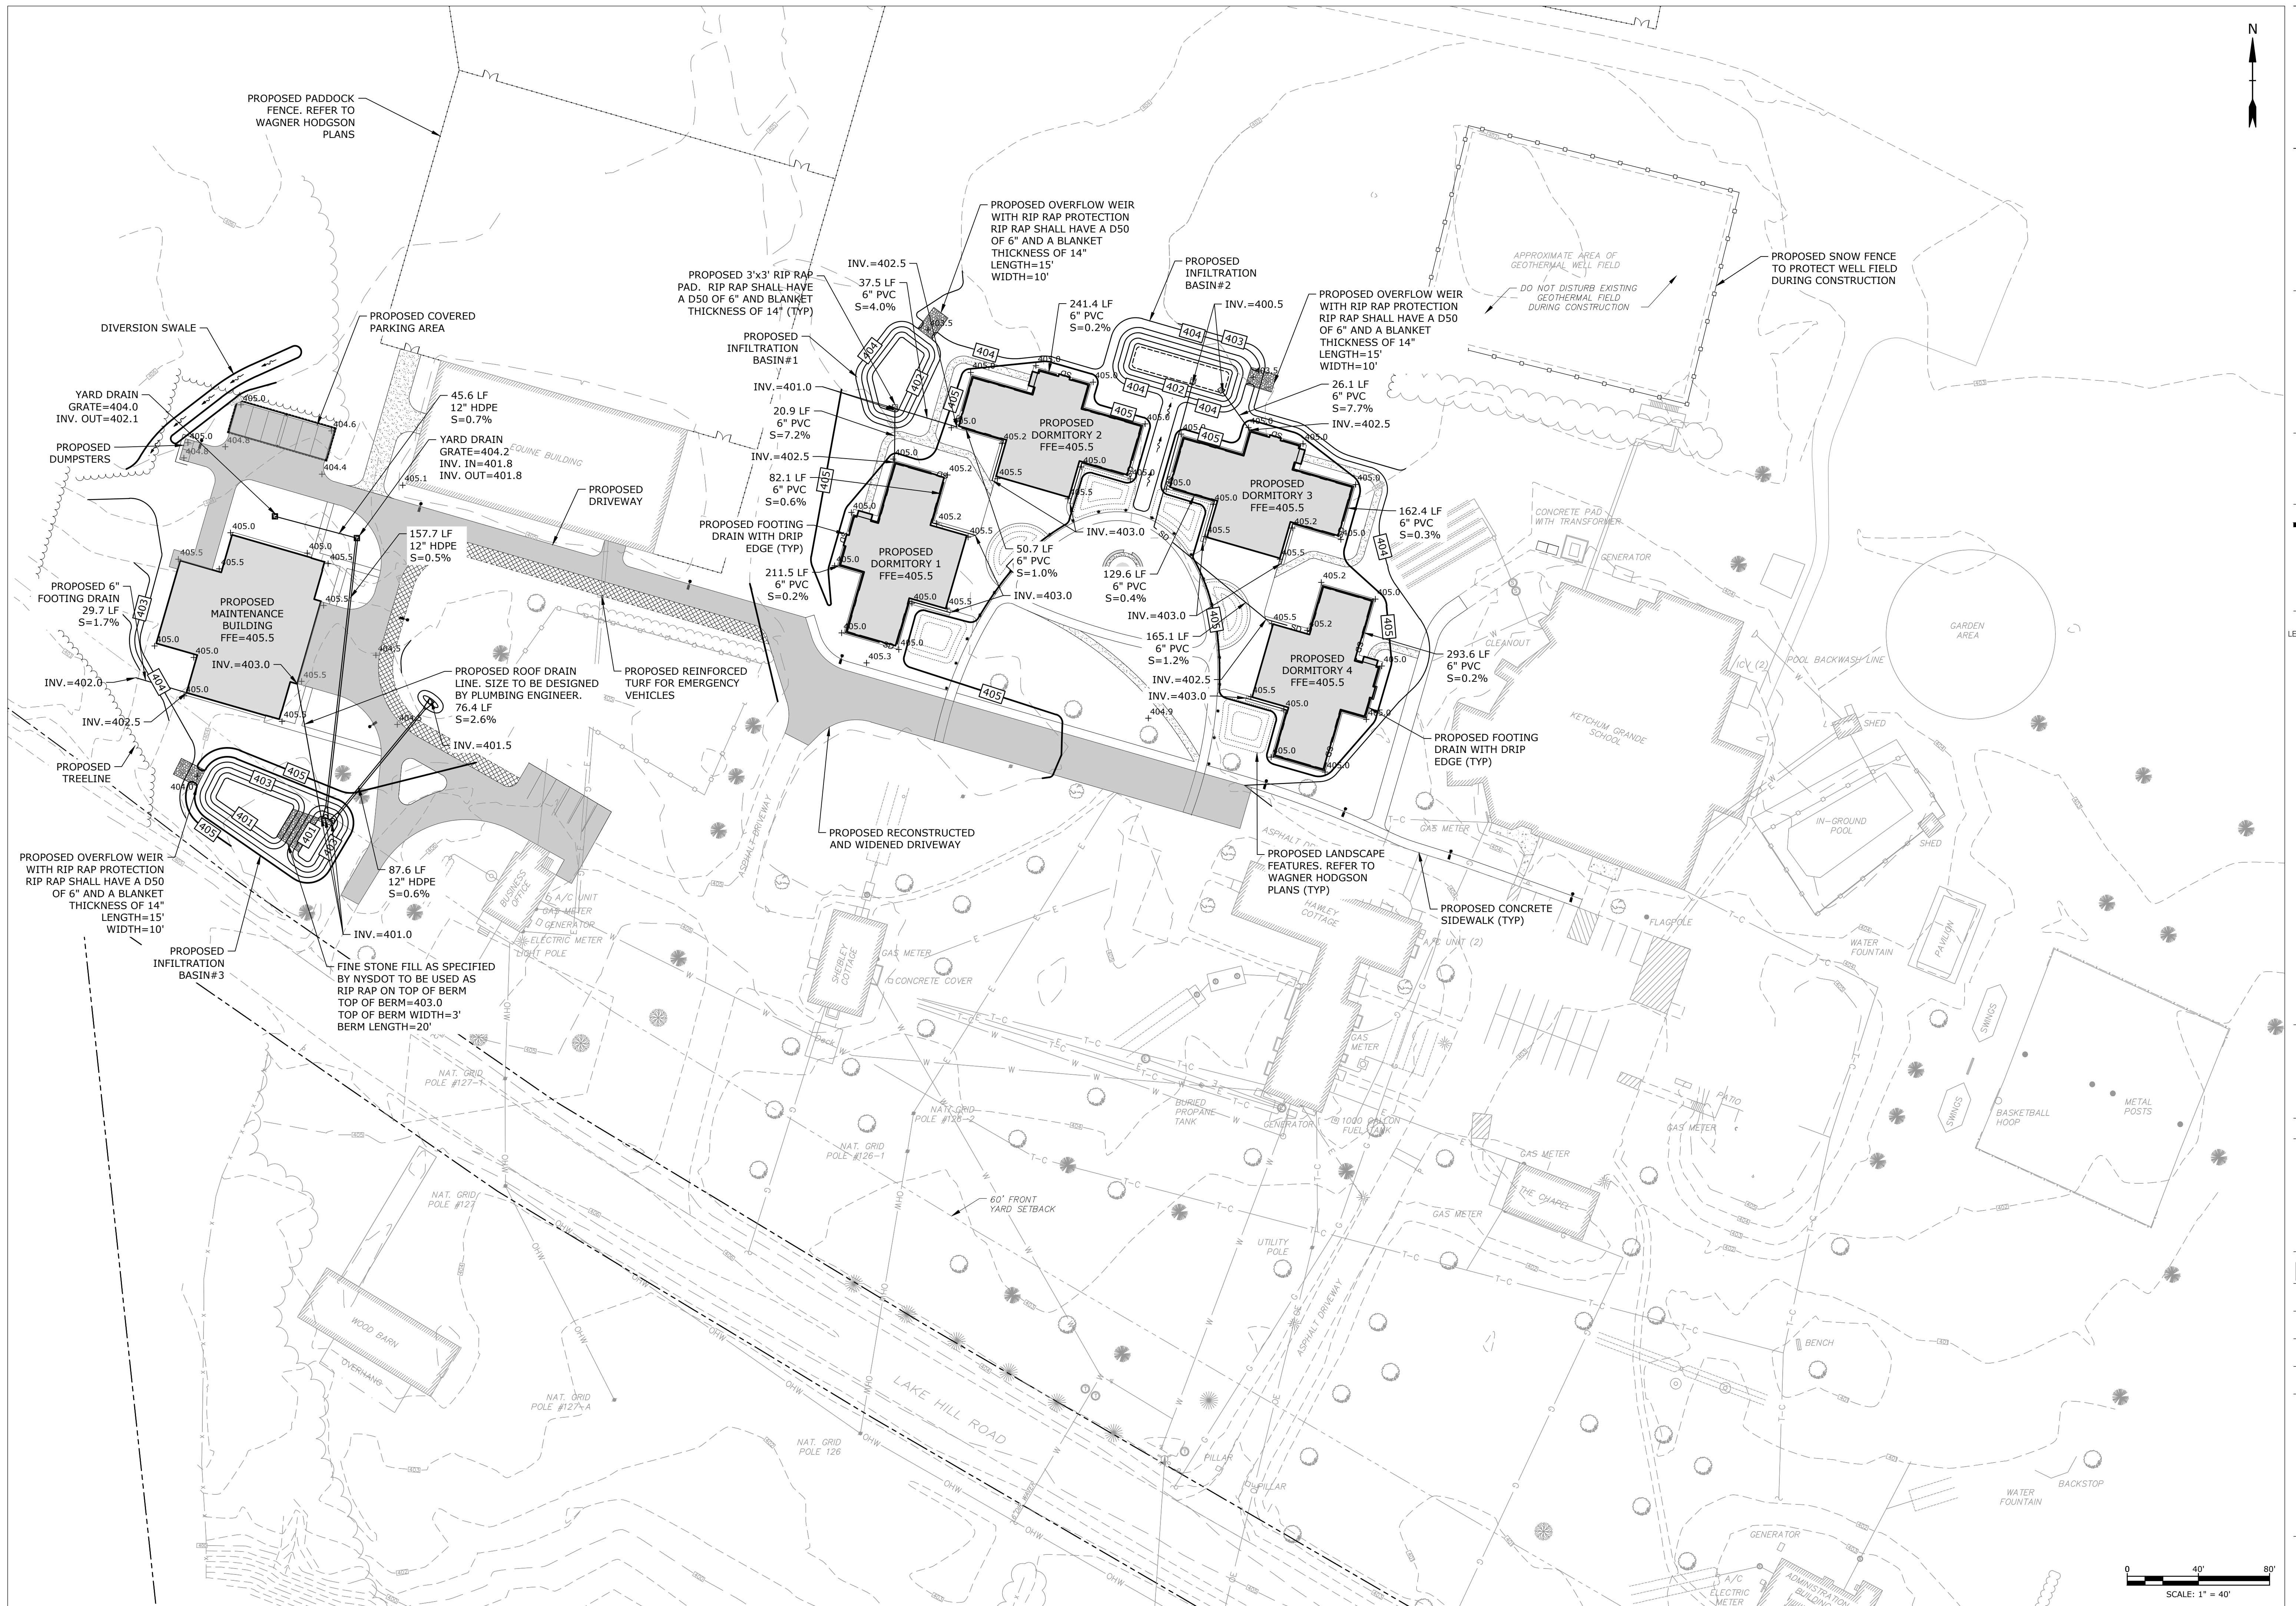 N
PROPOSED PADDOCK
FENCE. REFER TO
WAGNER HODGSON
PLANS
DIVERSION SWALE
PROPOSED COVERED
PARKING AREA
YARD DRAIN
GRATE=404.0
INV. OUT=402.1
PROPOSED
DUMPSTERS
45.6 LF
12" HDPE
S=0.7%
YARD DRAIN
GRATE=404.2
INV. IN=401.8
INV. OUT=401.8
EQUINE BUILDING
PROPOSED
DRIVEWAY
157.7 LF
12" HDPE
S=0.5%
PROPOSED 6"
FOOTING DRAIN
29.7 LF
S=1.7%
PROPOSED
MAINTENANCE
BUILDING
FFE=405.5
INV.=403.0
INV.=402.0
INV.=402.5
PROPOSED
TREELINE
PROPOSED ROOF DRAIN
LINE. SIZE TO BE DESIGNED
BY PLUMBING ENGINEER.
76.4 LF
S=2.6%
INV.=401.5
PROPOSED REINFORCED
TURF FOR EMERGENCY
VEHICLES
PROPOSED OVERFLOW WEIR
WITH RIP RAP PROTECTION
RIP RAP SHALL HAVE A D50
OF 6" AND A BLANKET
THICKNESS OF 14"
LENGTH=15'
WIDTH=10'
PROPOSED
INFILTRATION
BASIN#3
87.6 LF
12" HDPE
S=0.6%
INV.=401.0
FINE STONE FILL AS SPECIFIED
BY NYSDOT TO BE USED AS
RIP RAP ON TOP OF BERM
TOP OF BERM=403.0
TOP OF BERM WIDTH=3'
BERM LENGTH=20'
PROPOSED OVERFLOW WEIR
WITH RIP RAP PROTECTION
RIP RAP SHALL HAVE A D50
OF 6" AND A BLANKET
THICKNESS OF 14"
LENGTH=15'
WIDTH=10'
INV.=402.5
37.5 LF
6" PVC
S=4.0%
PROPOSED 3'x3' RIP RAP
PAD. RIP RAP SHALL HAVE
A D50 OF 6" AND BLANKET
THICKNESS OF 14" (TYP)
PROPOSED
INFILTRATION
BASIN#1
INV.=401.0
20.9 LF
6" PVC
S=7.2%
INV.=402.5
82.1 LF
6" PVC
S=0.6%
PROPOSED FOOTING
DRAIN WITH DRIP
EDGE (TYP)
211.5 LF
6" PVC
S=0.2%
PROPOSED
DORMITORY 1
FFE=405.5
241.4 LF
6" PVC
S=0.2%
PROPOSED
DORMITORY 2
FFE=405.5
PROPOSED
INFILTRATION
BASIN#2
INV.=400.5
PROPOSED OVERFLOW WEIR
WITH RIP RAP PROTECTION
RIP RAP SHALL HAVE A D50
OF 6" AND A BLANKET
THICKNESS OF 14"
LENGTH=15'
WIDTH=10'
26.1 LF
6" PVC
S=7.7%
INV.=402.5
PROPOSED
DORMITORY 3
FFE=405.5
162.4 LF
6" PVC
S=0.3%
INV.=403.0
50.7 LF
6" PVC
S=1.0%
INV.=403.0
129.6 LF
6" PVC
S=0.4%
INV.=403.0
165.1 LF
6" PVC
S=1.2%
INV.=402.5
INV.=403.0
PROPOSED
DORMITORY 4
FFE=405.5
293.6 LF
6" PVC
S=0.2%
PROPOSED FOOTING
DRAIN WITH DRIP
EDGE (TYP)
PROPOSED RECONSTRUCTED
AND WIDENED DRIVEWAY
PROPOSED LANDSCAPE
FEATURES. REFER TO
WAGNER HODGSON
PLANS (TYP)
PROPOSED CONCRETE
SIDEWALK (TYP)
APPROXIMATE AREA OF
GEOTHERMAL WELL FIELD
DO NOT DISTURB EXISTING
GEOTHERMAL FIELD
DURING CONSTRUCTION
PROPOSED SNOW FENCE
TO PROTECT WELL FIELD
DURING CONSTRUCTION
CONCRETE PAD
WITH TRANSFORMER
GENERATOR
CLEANOUT
ICV (2)
POOL BACKWASH LINE
GARDEN
AREA
KETCHUM GRANDE
SCHOOL
SHED
IN-GROUND
POOL
SHED
GAS METER
FLAGPOLE
WATER
FOUNTAIN
PAVILION
SWINGS
SWINGS
BASKETBALL
HOOP
METAL
POSTS
PATIO
GAS METER
HAWLEY
COTTAGE
A/C UNIT (2)
GAS
METER
BURIED
PROPANE
TANK
GENERATOR
1000 GALLON
FUEL TANK
GAS METER
THE CHAPEL
GAS METER
UTILITY
POLE
ASPHALT DRIVEWAY
ASPHALT DRIVEWAY
BUSINESS
OFFICE
A/C UNIT
GAS METER
GENERATOR
ELECTRIC METER
LIGHT POLE
SHEIBLEY
COTTAGE
GAS METER
CONCRETE COVER
Deck
NAT. GRID
POLE #127-1
NAT. GRID
POLE #126-2
NAT. GRID
POLE #126-1
NAT. GRID
POLE #127
60' FRONT
YARD SETBACK
WOOD BARN
OVERHANG
NAT. GRID
POLE #127-A
NAT. GRID
POLE 126
LAKE HILL ROAD
PILLAR
PILLAR
BENCH
BACKSTOP
WATER
FOUNTAIN
GENERATOR
A/C
ELECTRIC
METER
ADMINISTRATION
BUILDING
0 40' 80'
SCALE: 1" = 40'